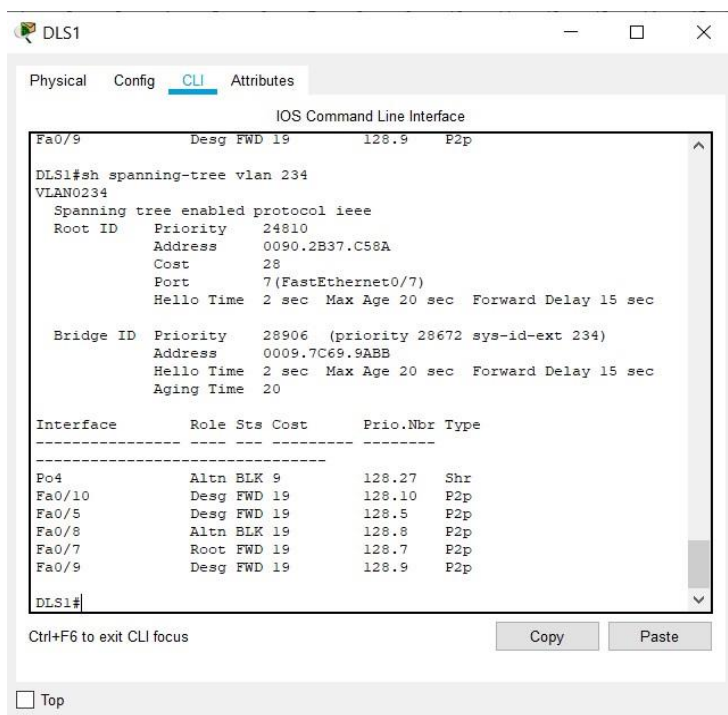 DLS1
Physical Config CLI Attributes
IOS Command Line Interface
Fa0/9 Desg FWD 19 128.9 P2p
DLS1#sh spanning-tree vlan 234
VLAN0234
Spanning tree enabled protocol ieee
Root ID Priority 24810
Address 0090.2B37.C58A
Cost 28
Port 7(FastEthernet0/7)
Hello Time 2 sec Max Age 20 sec Forward Delay 15 sec
Bridge ID Priority 28906 (priority 28672 sys-id-ext 234)
Address 0009.7C69.9ABB
Hello Time 2 sec Max Age 20 sec Forward Delay 15 sec
Aging Time 20
Interface Role Sts Cost Prio.Nbr Type
---------------- ---- --- --------- --------
--------------------------------
Po4 Altn BLK 9 128.27 Shr
Fa0/10 Desg FWD 19 128.10 P2p
Fa0/5 Desg FWD 19 128.5 P2p
Fa0/8 Altn BLK 19 128.8 P2p
Fa0/7 Root FWD 19 128.7 P2p
Fa0/9 Desg FWD 19 128.9 P2p
DLS1#
Ctrl+F6 to exit CLI focus Copy Paste
Top